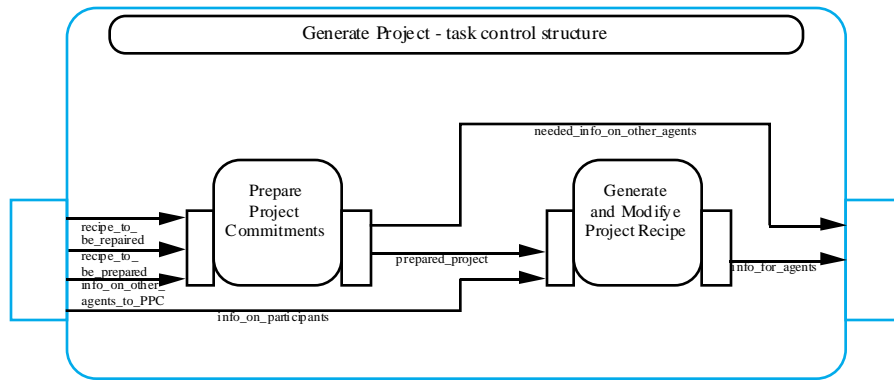 Generate Project - task control structure
needed_info_on_other_agents
Prepare
Project
Commitments
Generate
and Modifye
Project Recipe
recipe_to_
be_repaired
recipe_to_
be_prepared
info_on_other_
agents_to_PPC
prepared_project
info_for_agents
info_on_participants